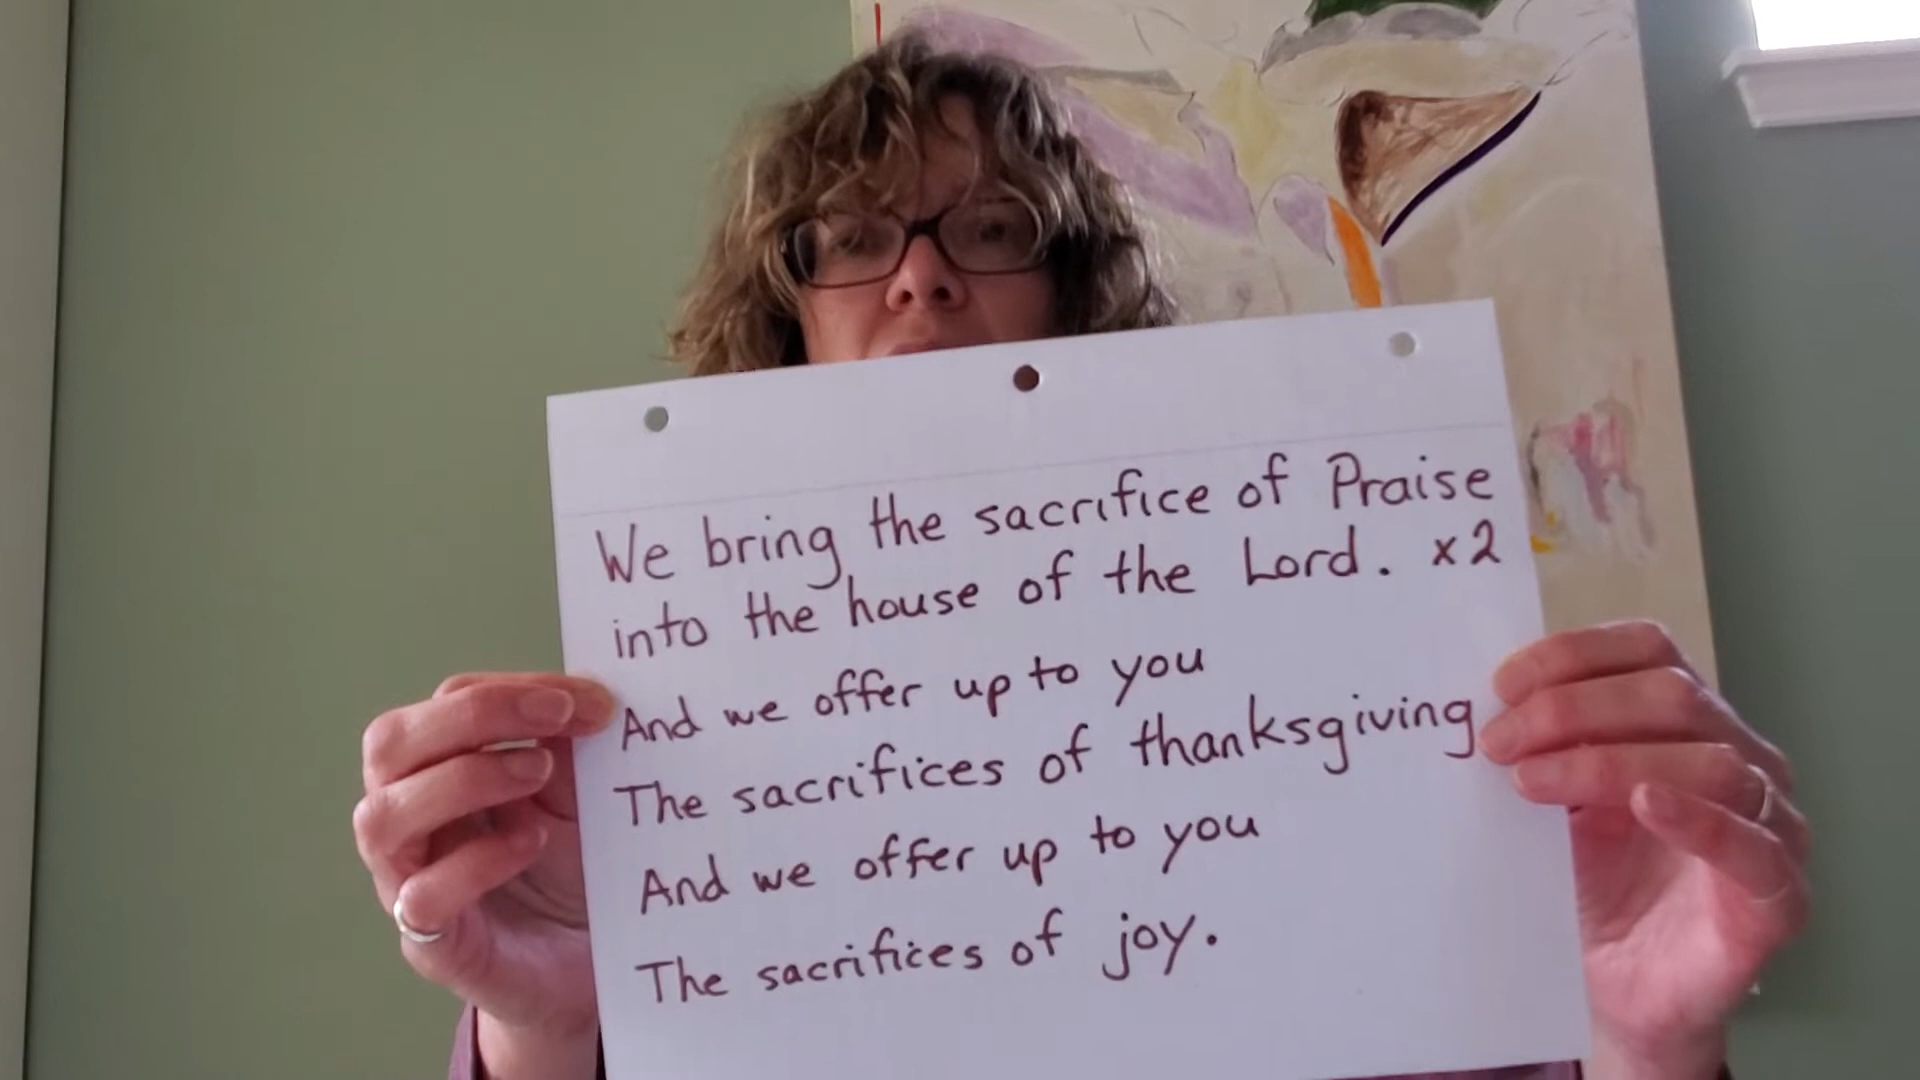 We bring the sacrifice of Praise
into the house of the Lord. x2
And we offer up to you
The sacrifices of thanksgiving
And we offer up to you
The sacrifices of joy.